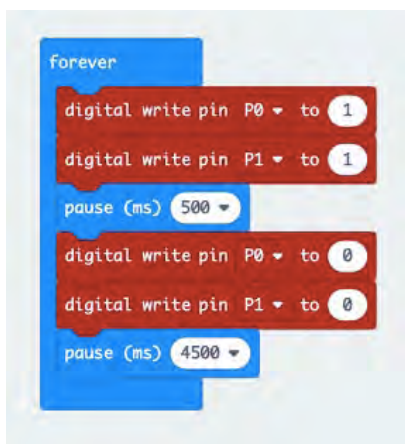 forever
digital write pin P0 to 1
digital write pin P1 to 1
pause (ms) 500
digital write pin P0 to 0
digital write pin P1 to 0
pause (ms) 4500